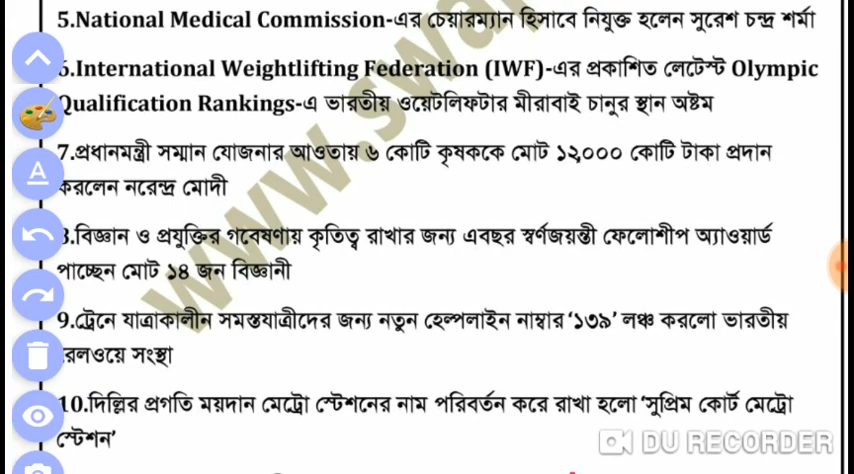 5.National Medical Commission-এর চেয়ারম্যান হিসাবে নিযুক্ত হলেন সুরেশ চন্দ্র শর্মা
6.International Weightlifting Federation (IWF)-এর প্রকাশিত লেটেস্ট Olympic
Qualification Rankings-এ ভারতীয় ওয়েটলিফটার মীরাবাই চানুর স্থান অষ্টম
7.প্রধানমন্ত্রী সম্মান যোজনার আওতায় ৬ কোটি কৃষককে মোট ১২,০০০ কোটি টাকা প্রদান
করলেন নরেন্দ্র মোদী
8.বিজ্ঞান ও প্রযুক্তির গবেষণায় কৃতিত্ব রাখার জন্য এবছর স্বর্ণজয়ন্তী ফেলোশীপ অ্যাওয়ার্ড
পাচ্ছেন মোট ১৪ জন বিজ্ঞানী
9.ট্রেনে যাত্রাকালীন সমস্তযাত্রীদের জন্য নতুন হেল্পলাইন নাম্বার ‘১৩৯’ লঞ্চ করলো ভারতীয়
রেলওয়ে সংস্থা
10.দিল্লির প্রগতি ময়দান মেট্রো স্টেশনের নাম পরিবর্তন করে রাখা হলো ‘সুপ্রিম কোর্ট মেট্রো
স্টেশন’
DU RECORDER